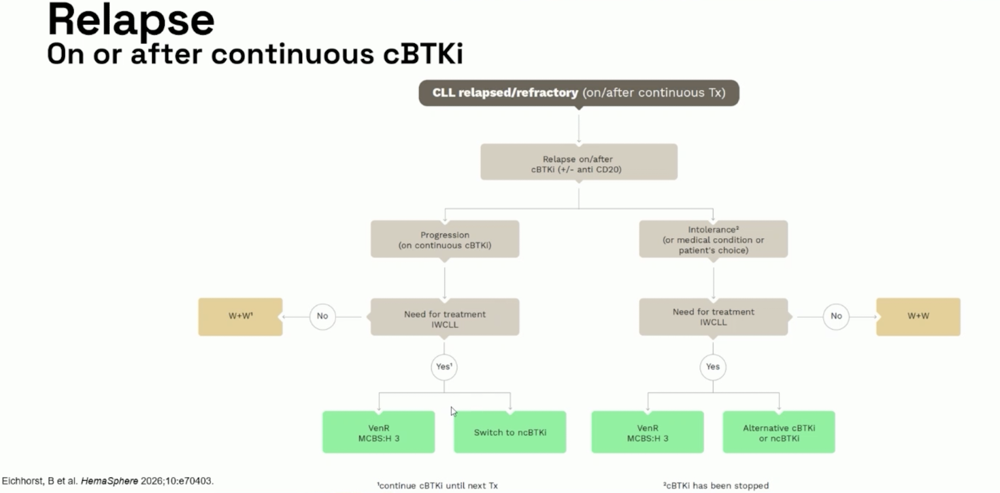 Relapse
On or after continuous cBTKi
CLL relapsed/refractory (on/after continuous Tx)
Relapse on/after
cBTKi (+/- anti CD20)
Progression
(on continuous cBTKi)
Intolerance²
(or medical condition or
patient's choice)
W+W¹
No
Need for treatment
IWCLL
Need for treatment
IWCLL
No
W+W
Yes¹
Yes
VenR
MCBS:H 3
Switch to ncBTKi
VenR
MCBS:H 3
Alternative cBTKi
or ncBTKi
Eichhorst, B et al. HemaSphere 2026;10:e70403.
¹continue cBTKi until next Tx
²cBTKi has been stopped